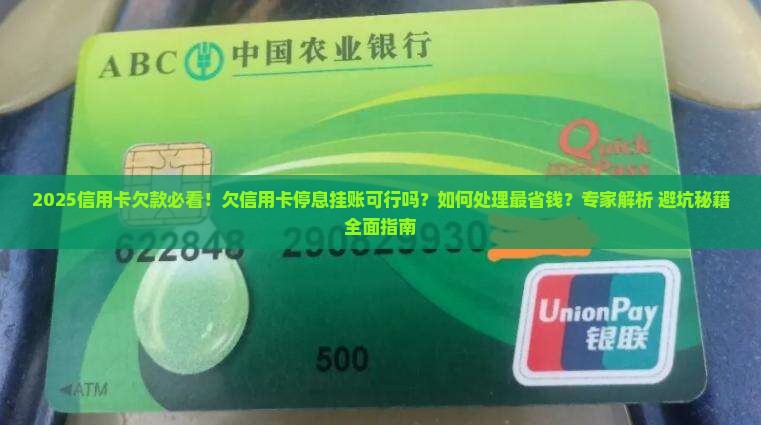 ABC 中国农业银行
Quick
Pass
2025信用卡欠款必看！欠信用卡停息挂账可行吗？如何处理最省钱？专家解析 避坑秘籍
全面指南
UnionPay
银联
500
ATM